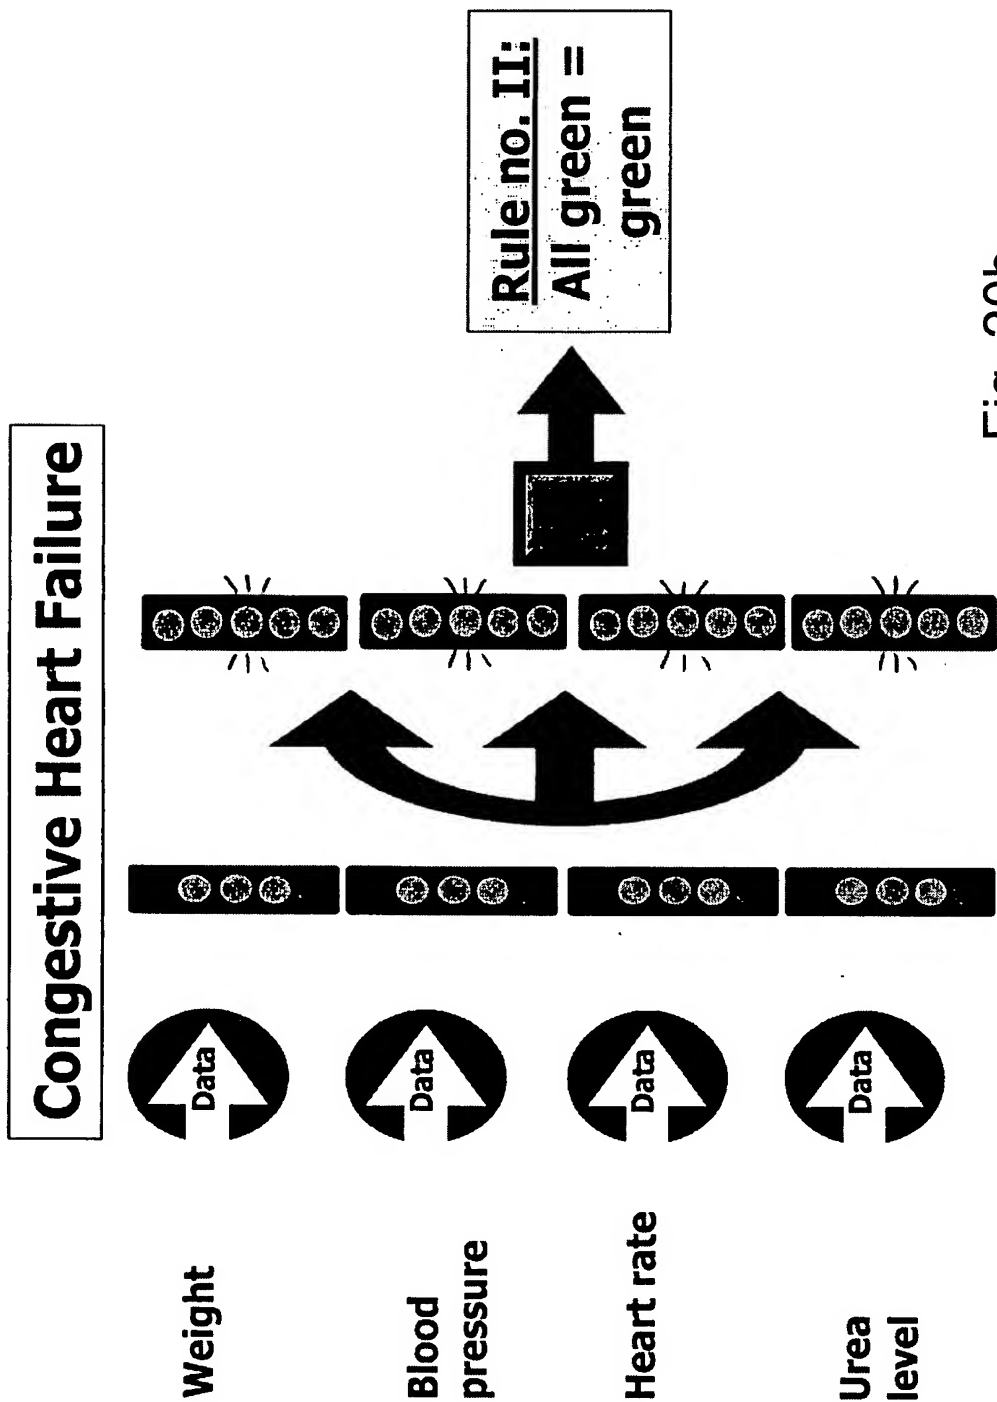 Congestive Heart Failure
Weight
Data
Blood
pressure
Data
Heart rate
Data
Urea
level
Data
Rule no. II:
All green =
green